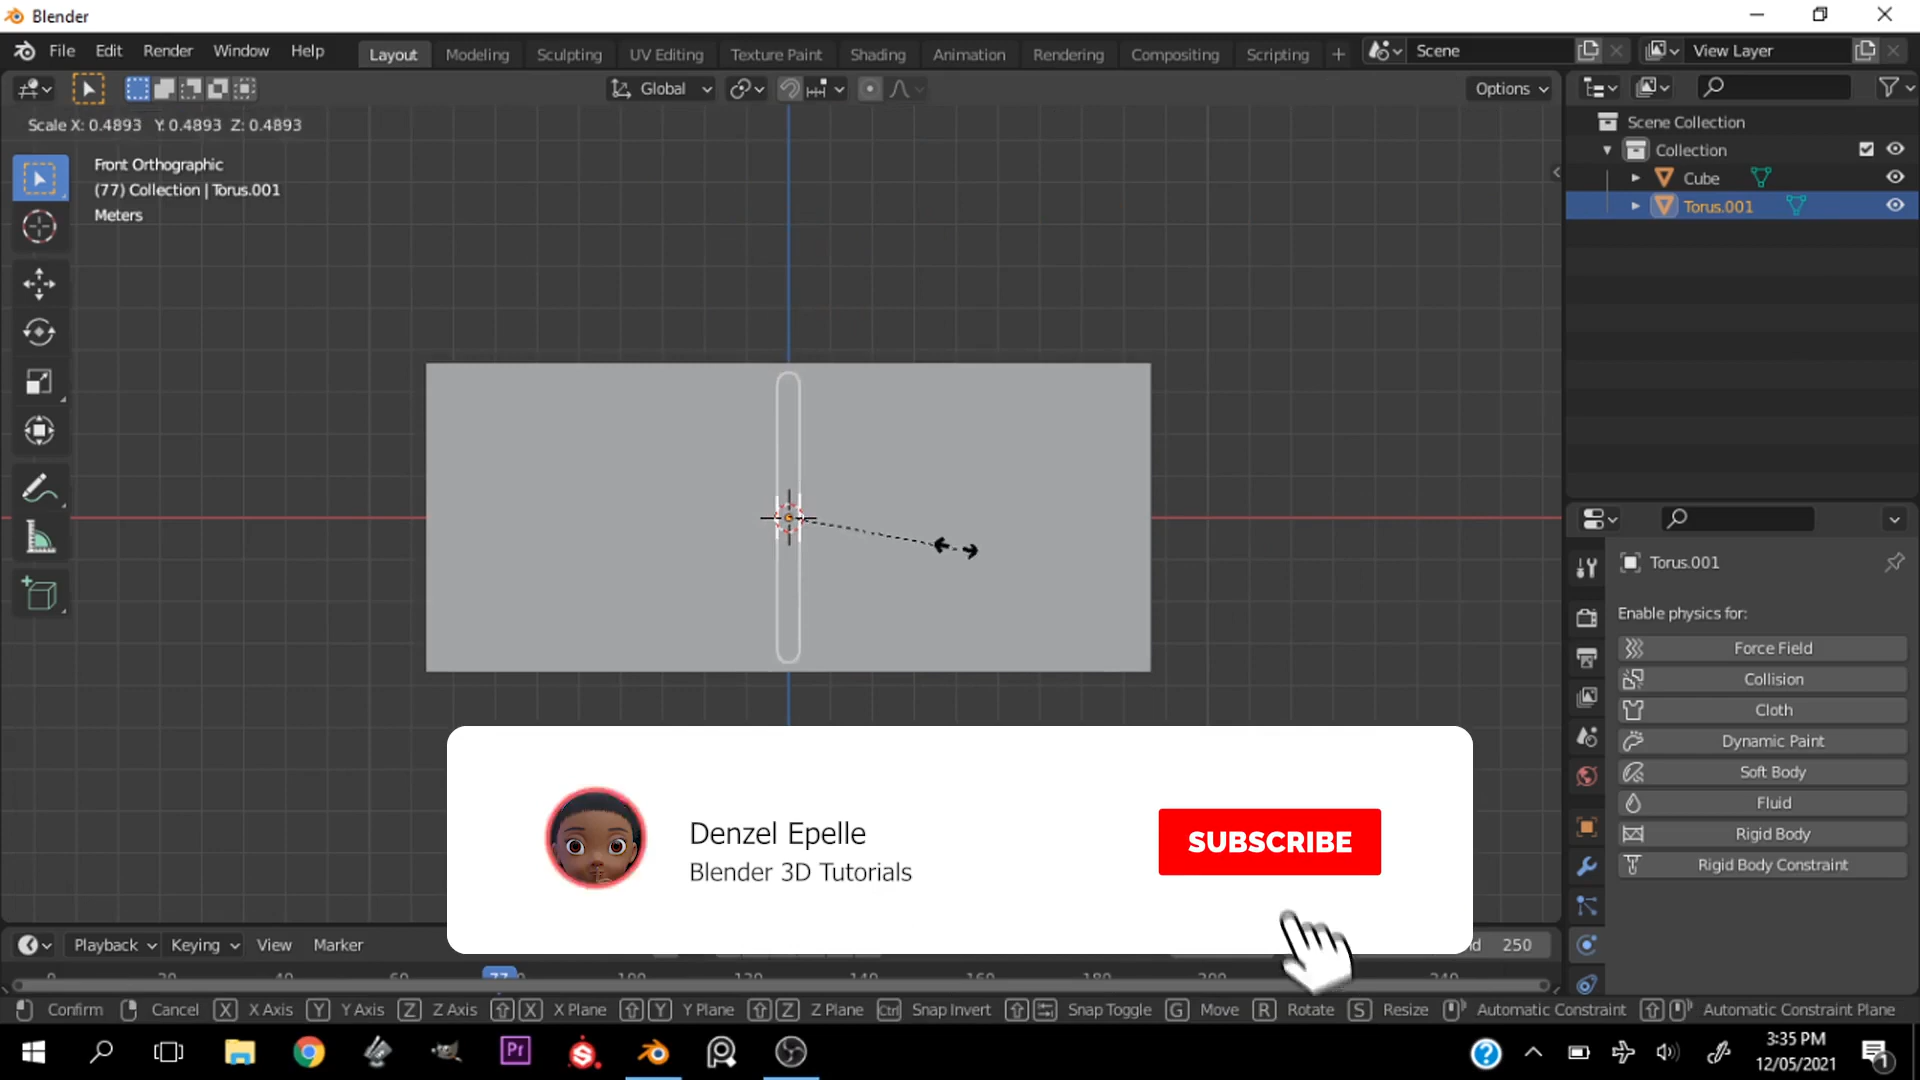 Blender
File Edit Render Window Help Layout Modeling Sculpting UV Editing Texture Paint Shading Animation Rendering Compositing Scripting + Scene View Layer
Global Options
Scale X: 0.4893 Y: 0.4893 Z: 0.4893
Front Orthographic
(77) Collection | Torus.001
Meters
Scene Collection
Collection
Cube
Torus.001
Torus.001
Enable physics for:
Force Field
Collision
Cloth
Dynamic Paint
Soft Body
Fluid
Rigid Body
Rigid Body Constraint
Denzel Epelle
Blender 3D Tutorials
SUBSCRIBE
Playback Keying View Marker 250
77
Confirm Cancel X X Axis Y Y Axis Z Z Axis X X Plane Y Y Plane Z Z Plane Ctrl Snap Invert Snap Toggle G Move R Rotate S Resize Automatic Constraint Automatic Constraint Plane
Pr
3:35 PM
12/05/2021
1